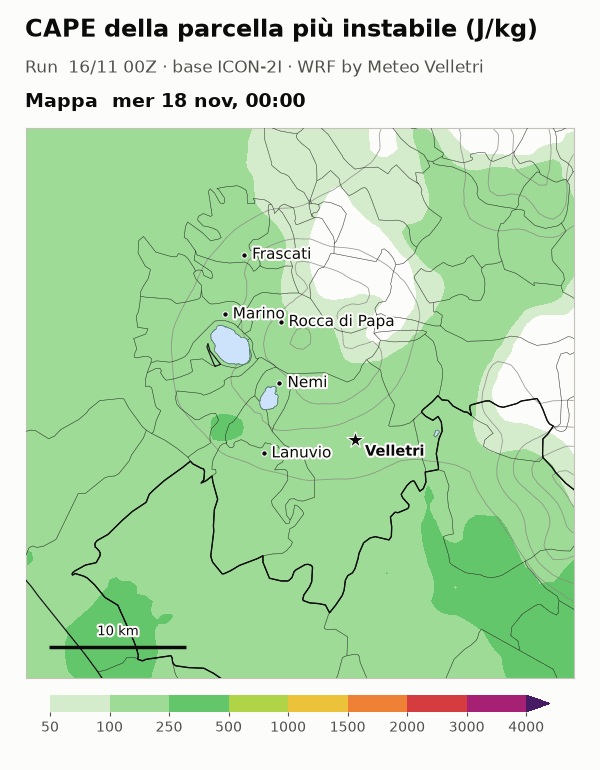 CAPE della parcella più instabile (J/kg)
Run  16/11 00Z · base ICON-2I · WRF by Meteo Velletri
Mappa  mer 18 nov, 00:00
Frascati
Marino
Rocca di Papa
Nemi
Velletri
Lanuvio
10 km
50 100 250 500 1000 1500 2000 3000 4000